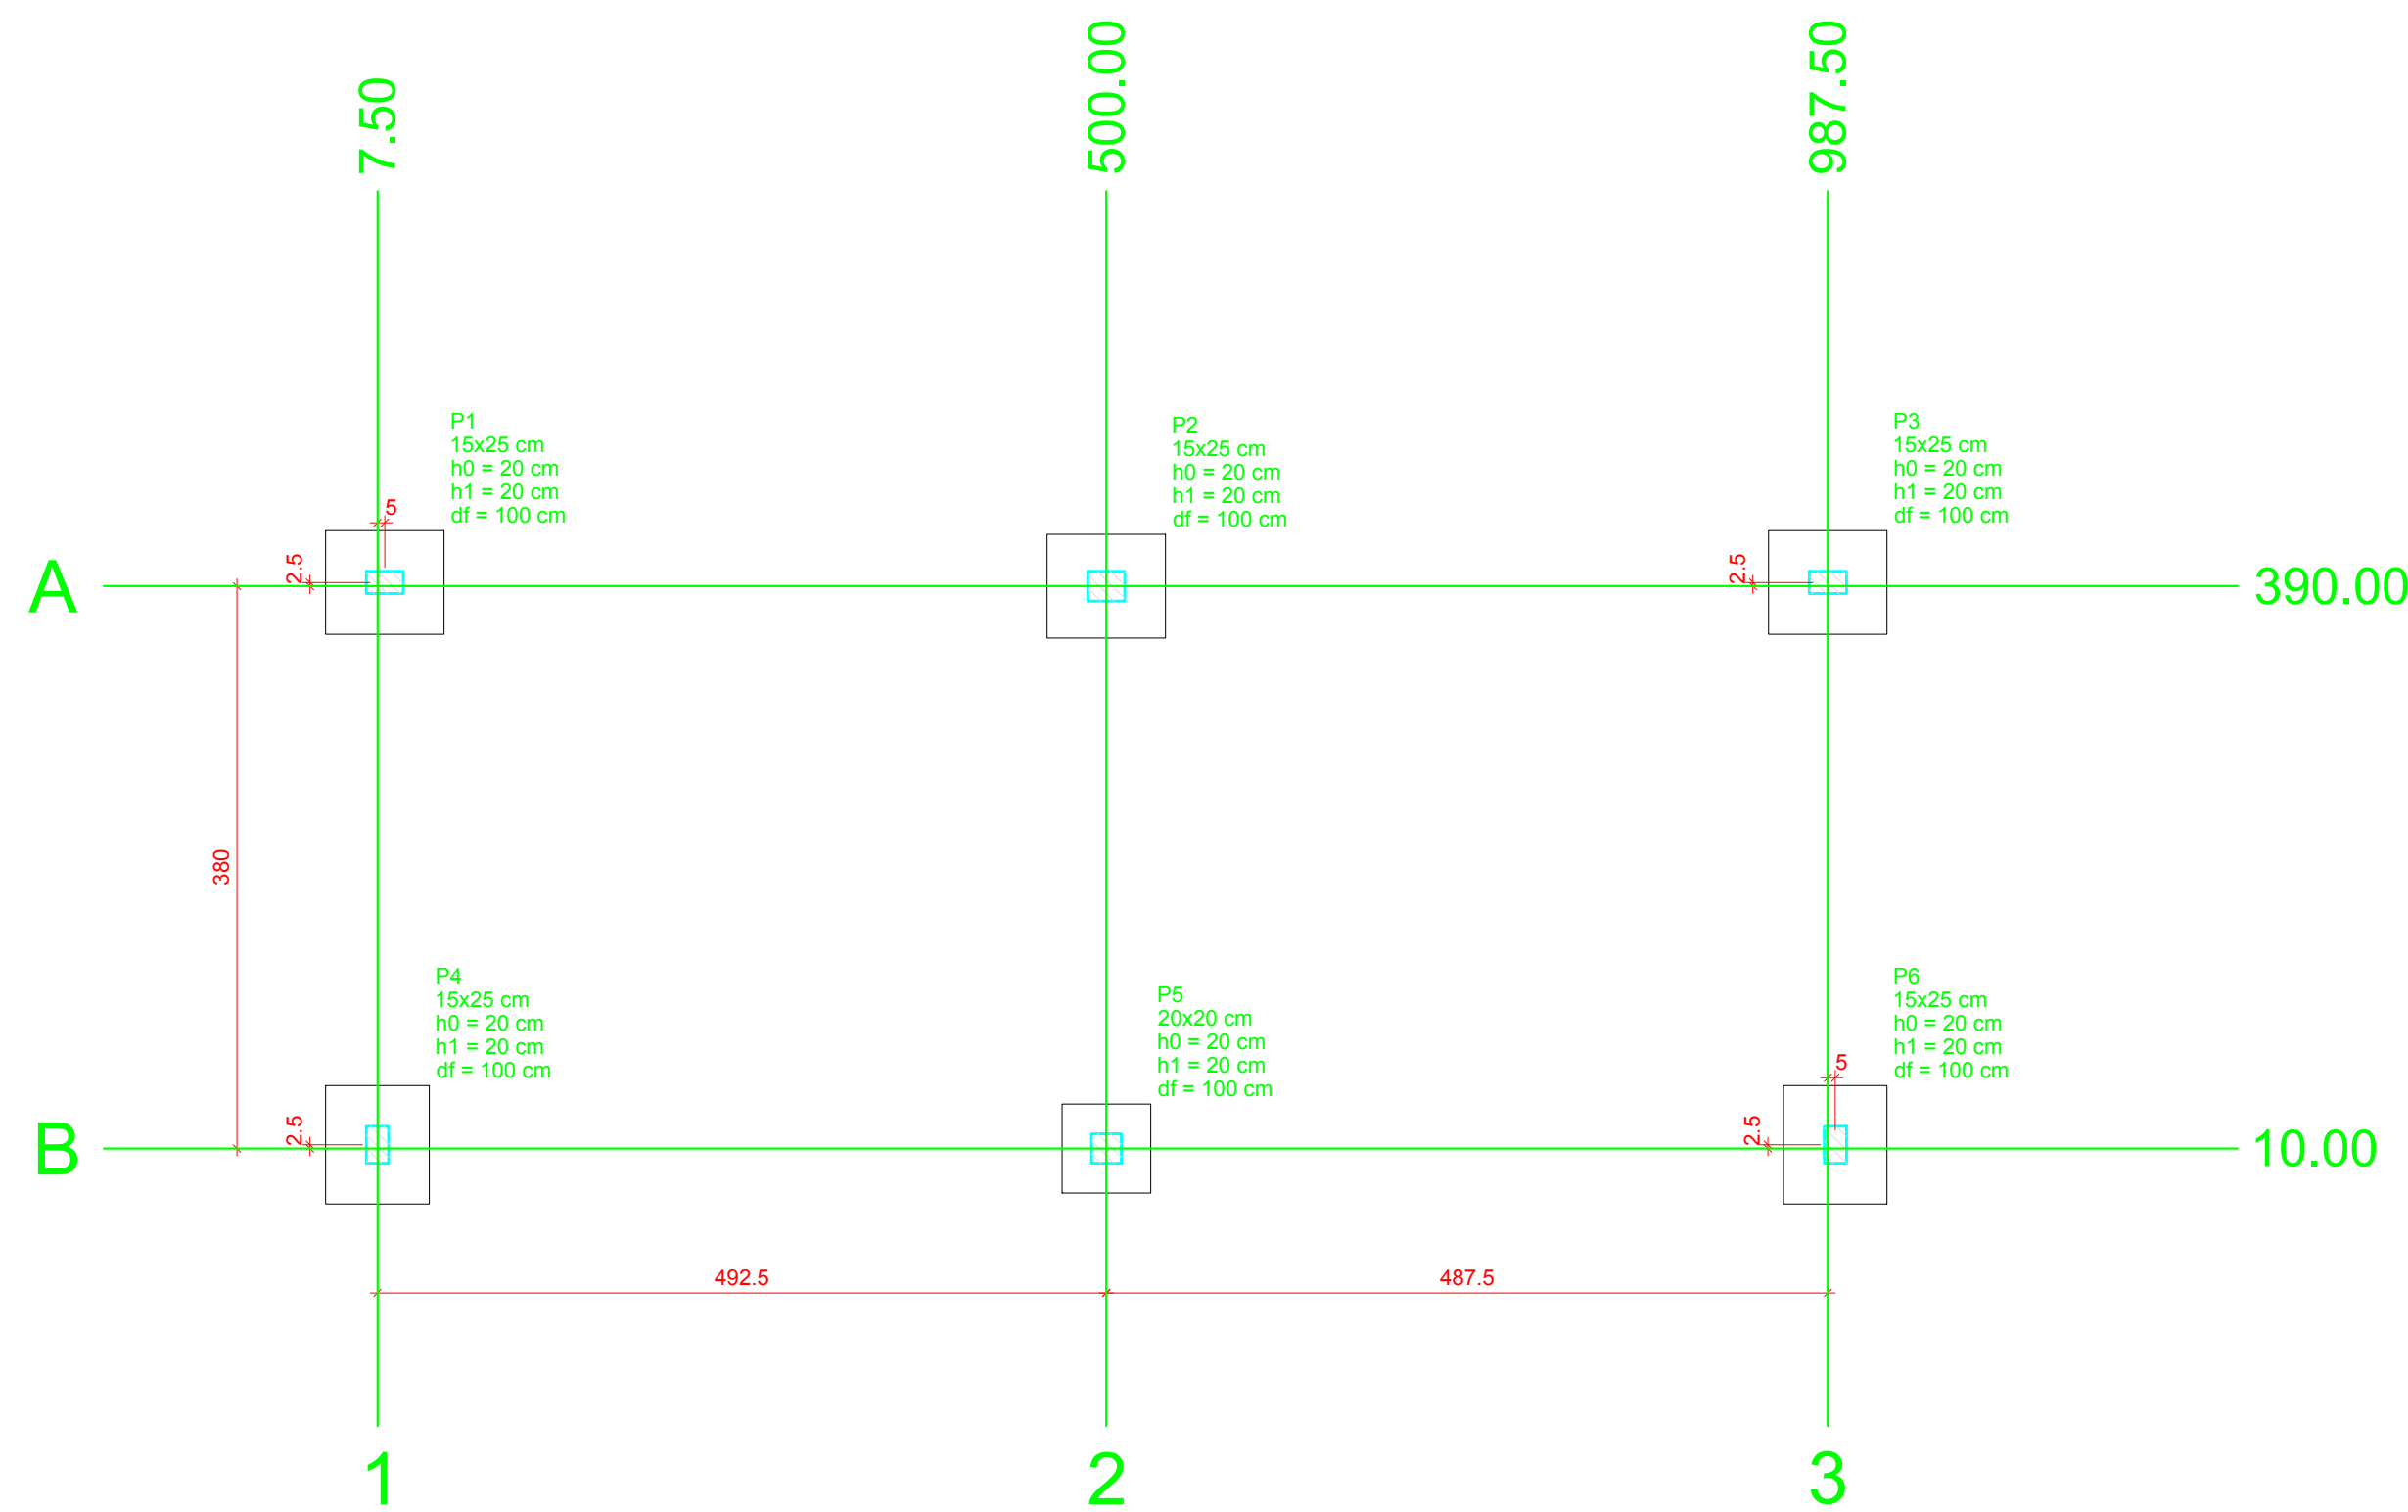 7.50
500.00
987.50
P1
15x25 cm
h0 = 20 cm
h1 = 20 cm
df = 100 cm
P2
15x25 cm
h0 = 20 cm
h1 = 20 cm
df = 100 cm
P3
15x25 cm
h0 = 20 cm
h1 = 20 cm
df = 100 cm
5
2.5
2.5
A
390.00
380
P4
15x25 cm
h0 = 20 cm
h1 = 20 cm
df = 100 cm
P5
20x20 cm
h0 = 20 cm
h1 = 20 cm
df = 100 cm
P6
15x25 cm
h0 = 20 cm
h1 = 20 cm
df = 100 cm
5
2.5
2.5
B
10.00
492.5
487.5
1
2
3